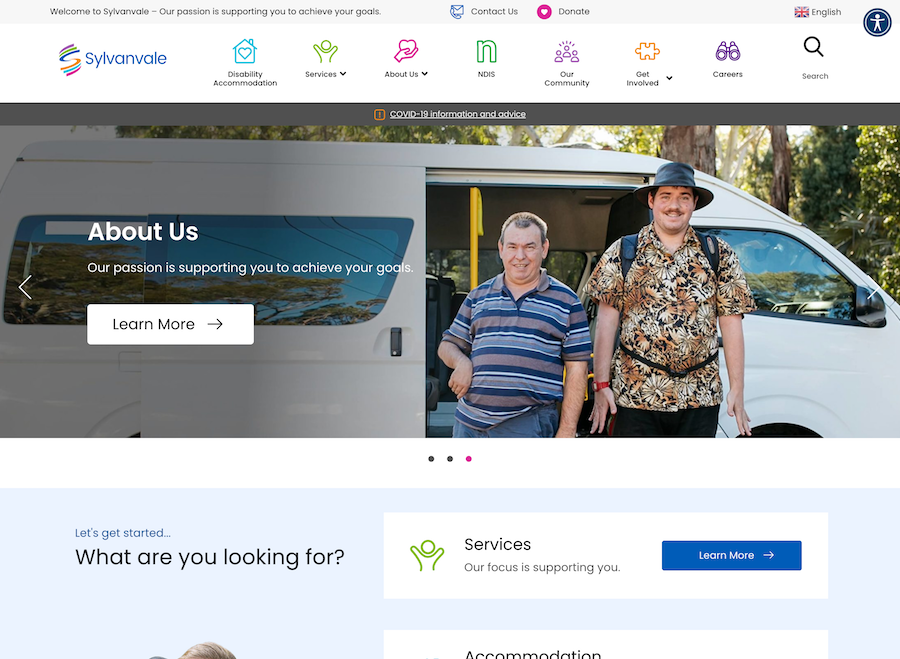 Welcome to Sylvanvale – Our passion is supporting you to achieve your goals.
Contact Us
Donate
English
Sylvanvale
Disability
Accommodation
Services
About Us
NDIS
Our
Community
Get
Involved
Careers
Search
COVID-19 information and advice
About Us
Our passion is supporting you to achieve your goals.
Learn More
Let's get started...
What are you looking for?
Services
Our focus is supporting you.
Learn More
Accommodation